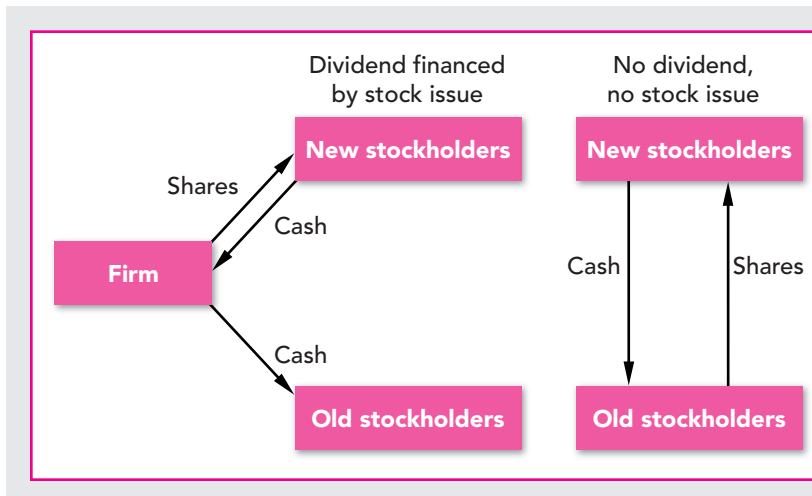 Dividend financed
by stock issue
New stockholders
Shares
Cash
Firm
Cash
Old stockholders
No dividend,
no stock issue
New stockholders
Cash
Shares
Old stockholders